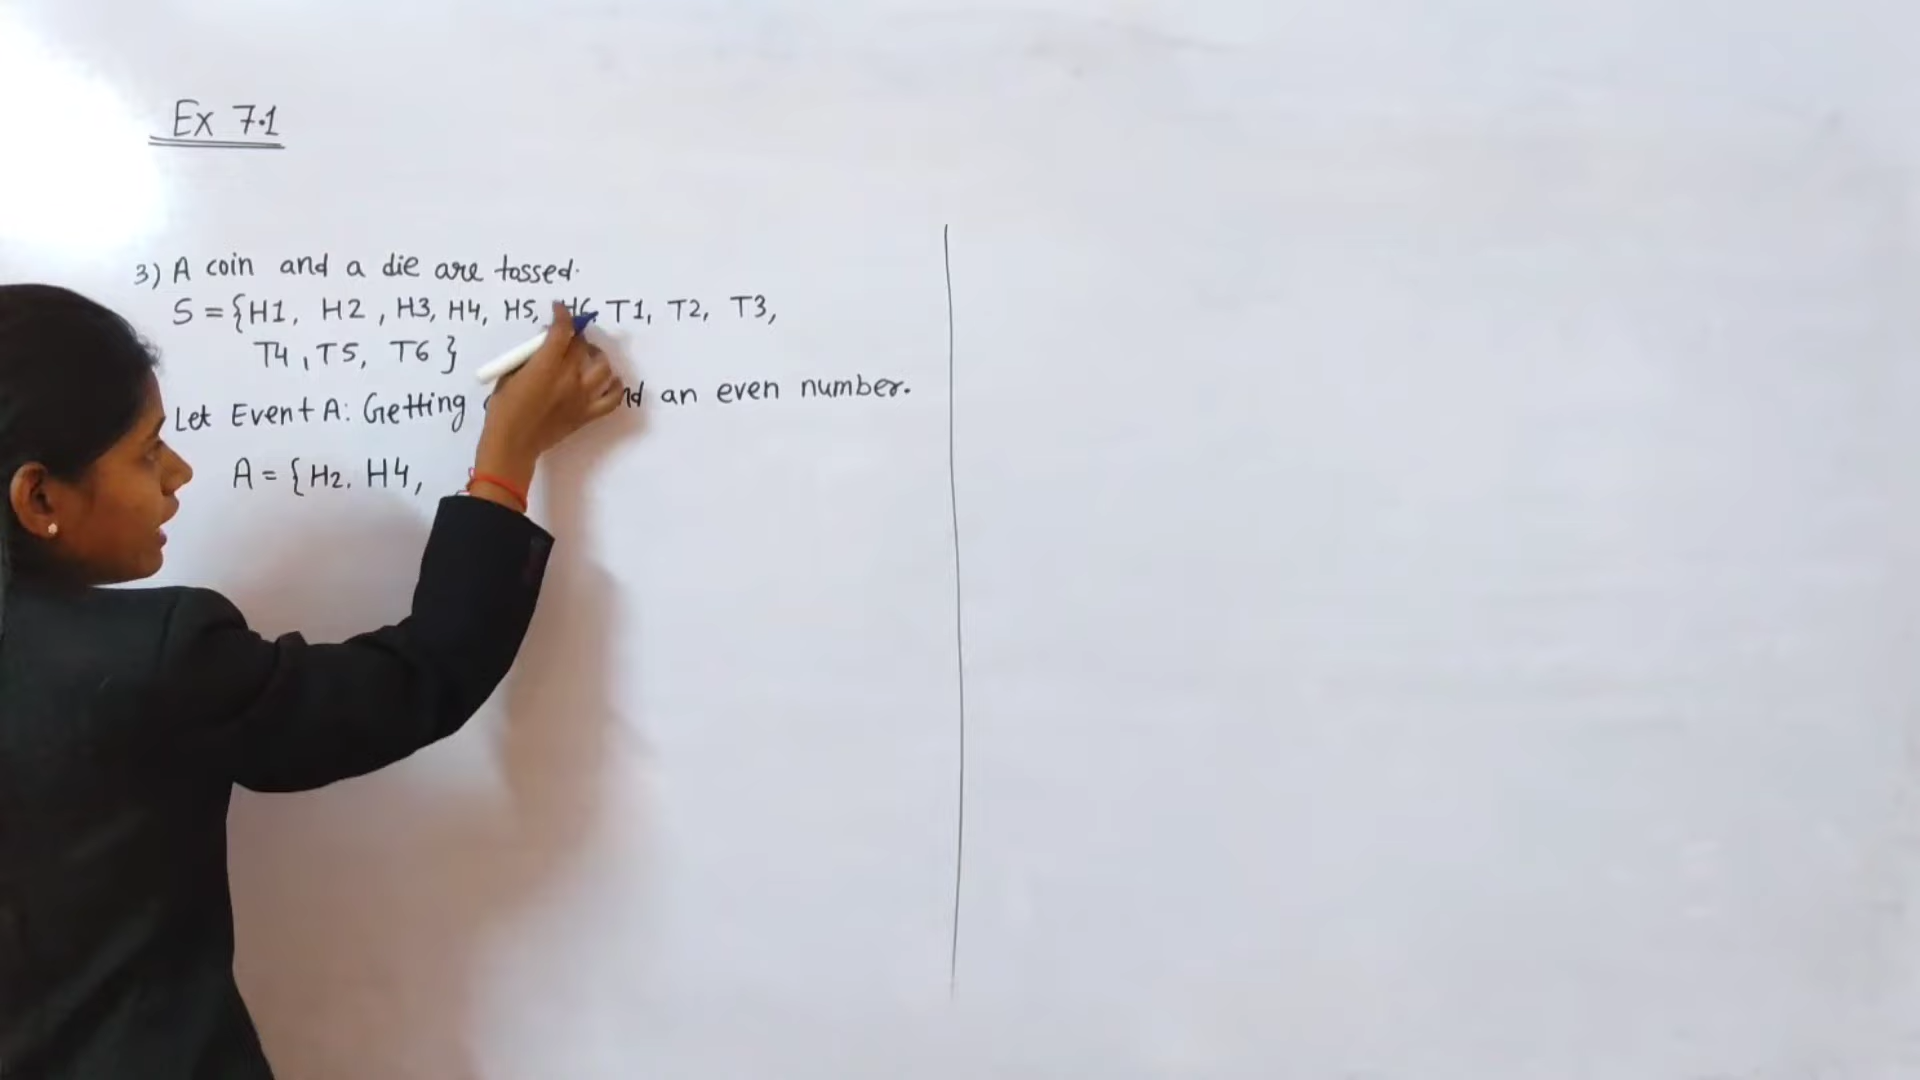 Ex 7.1
3) A coin and a die are tossed.
S = {H1, H2, H3, H4, H5, H6, T1, T2, T3,
T4, T5, T6}
Let Event A: Getting an even number.
A = {H2, H4,